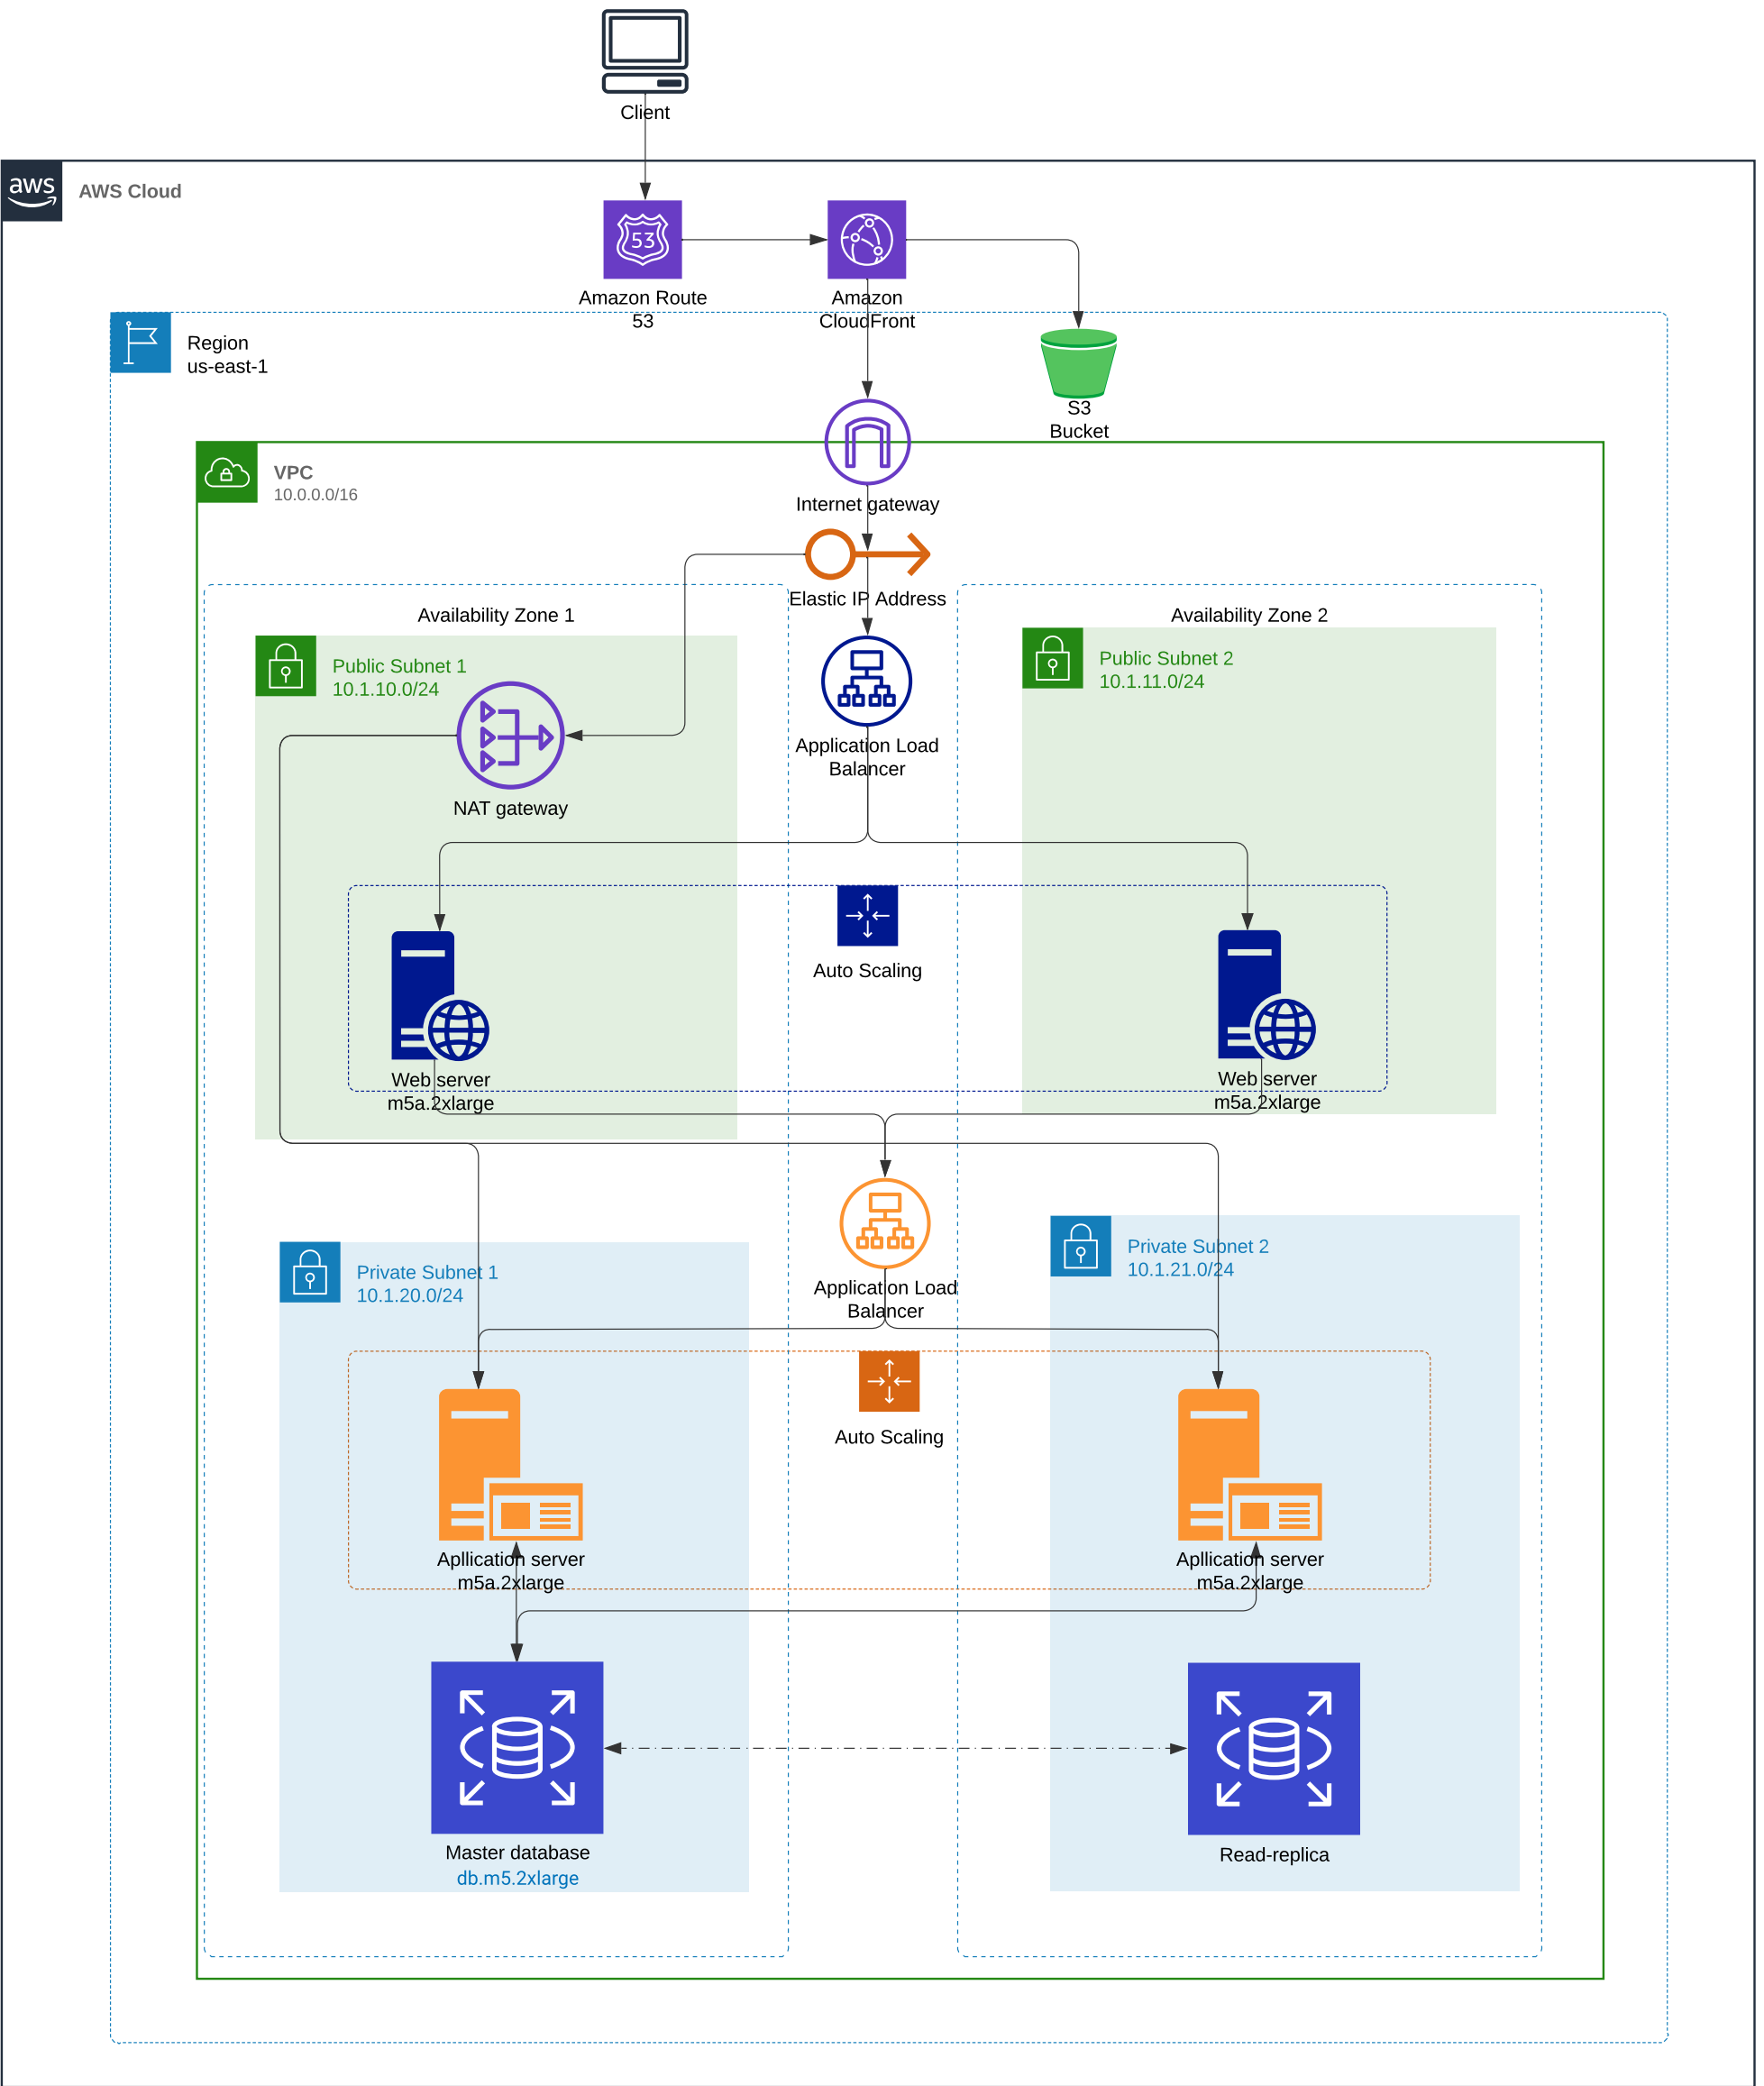 Client
aws
AWS Cloud
53
Amazon Route
53
Amazon
CloudFront
Region
us-east-1
S3
Bucket
VPC
10.0.0.0/16
Internet gateway
Elastic IP Address
Availability Zone 1
Availability Zone 2
Public Subnet 1
10.1.10.0/24
Public Subnet 2
10.1.11.0/24
Application Load
Balancer
NAT gateway
Auto Scaling
Web server
m5a.2xlarge
Web server
m5a.2xlarge
Private Subnet 1
10.1.20.0/24
Private Subnet 2
10.1.21.0/24
Application Load
Balancer
Auto Scaling
Apllication server
m5a.2xlarge
Apllication server
m5a.2xlarge
Master database
db.m5.2xlarge
Read-replica